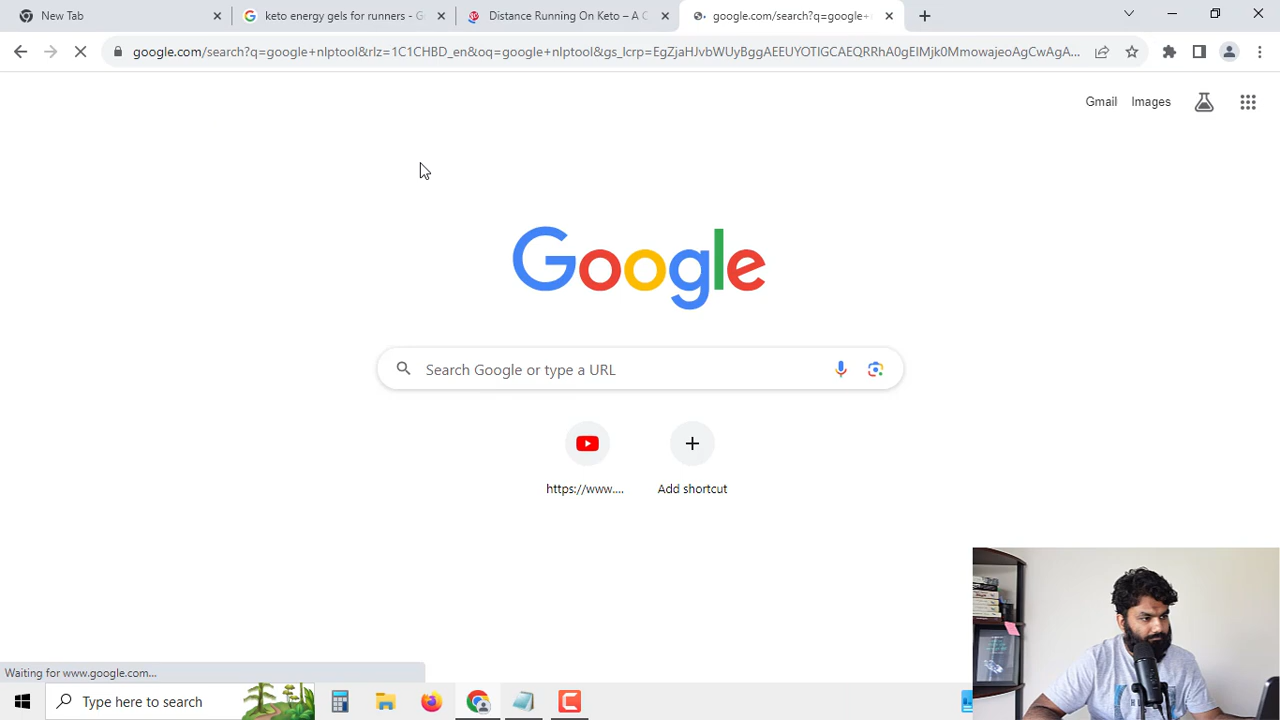 New Tab
keto energy gels for runners - G
Distance Running On Keto – A C
google.com/search?q=google+
google.com/search?q=google+nlptool&rlz=1C1CHBD_en&oq=google+nlptool&gs_lcrp=EgZjaHJvbWUyBggAEEUYOTIGCAEQRRhA0gEIMjk0MmowajeoAgCwAgA...
Gmail
Images
Google
Search Google or type a URL
https://www....
Add shortcut
Waiting for www.google.com...
Type here to search